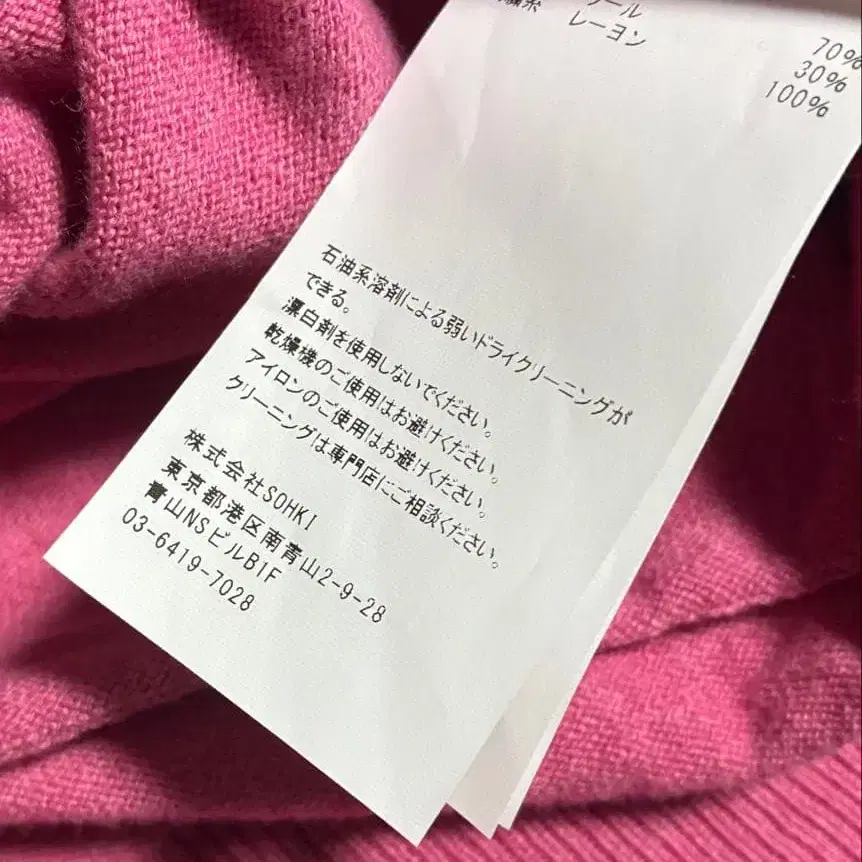 レーヨン
70%
30%
100%
石油系溶剤による弱いドライクリーニングが
できる。
漂白剤を使用しないでください。
乾燥機のご使用はお避けください。
アイロンのご使用はお避けください。
クリーニングは専門店にご相談ください。
株式会社SOHKI
東京都港区南青山2-9-28
青山NSビルB1F
03-6419-7028